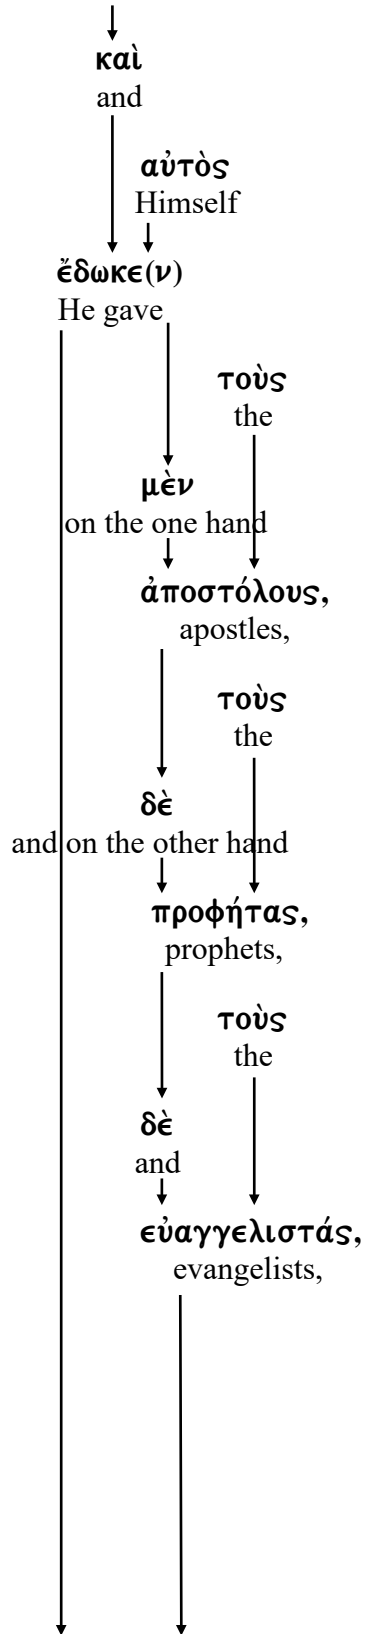 καὶ
and
αὐτὸς
Himself
ἔδωκε(ν)
He gave
τοὺς
the
μὲν
on the one hand
ἀποστόλους,
apostles,
τοὺς
the
δὲ
and on the other hand
προφήτας,
prophets,
τοὺς
the
δὲ
and
εὐαγγελιστάς,
evangelists,